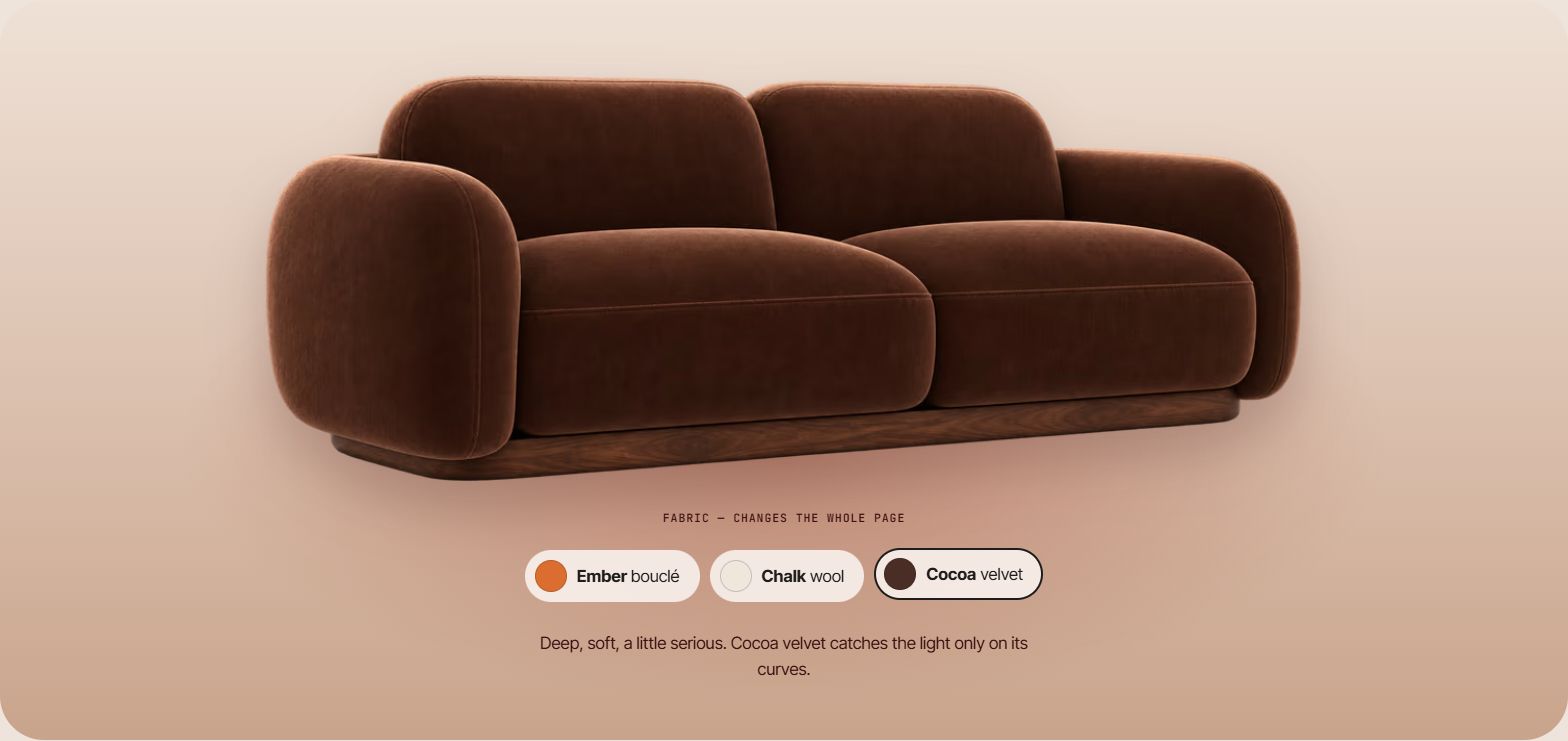 FABRIC — CHANGES THE WHOLE PAGE
Ember bouclé
Chalk wool
Cocoa velvet
Deep, soft, a little serious. Cocoa velvet catches the light only on its
curves.